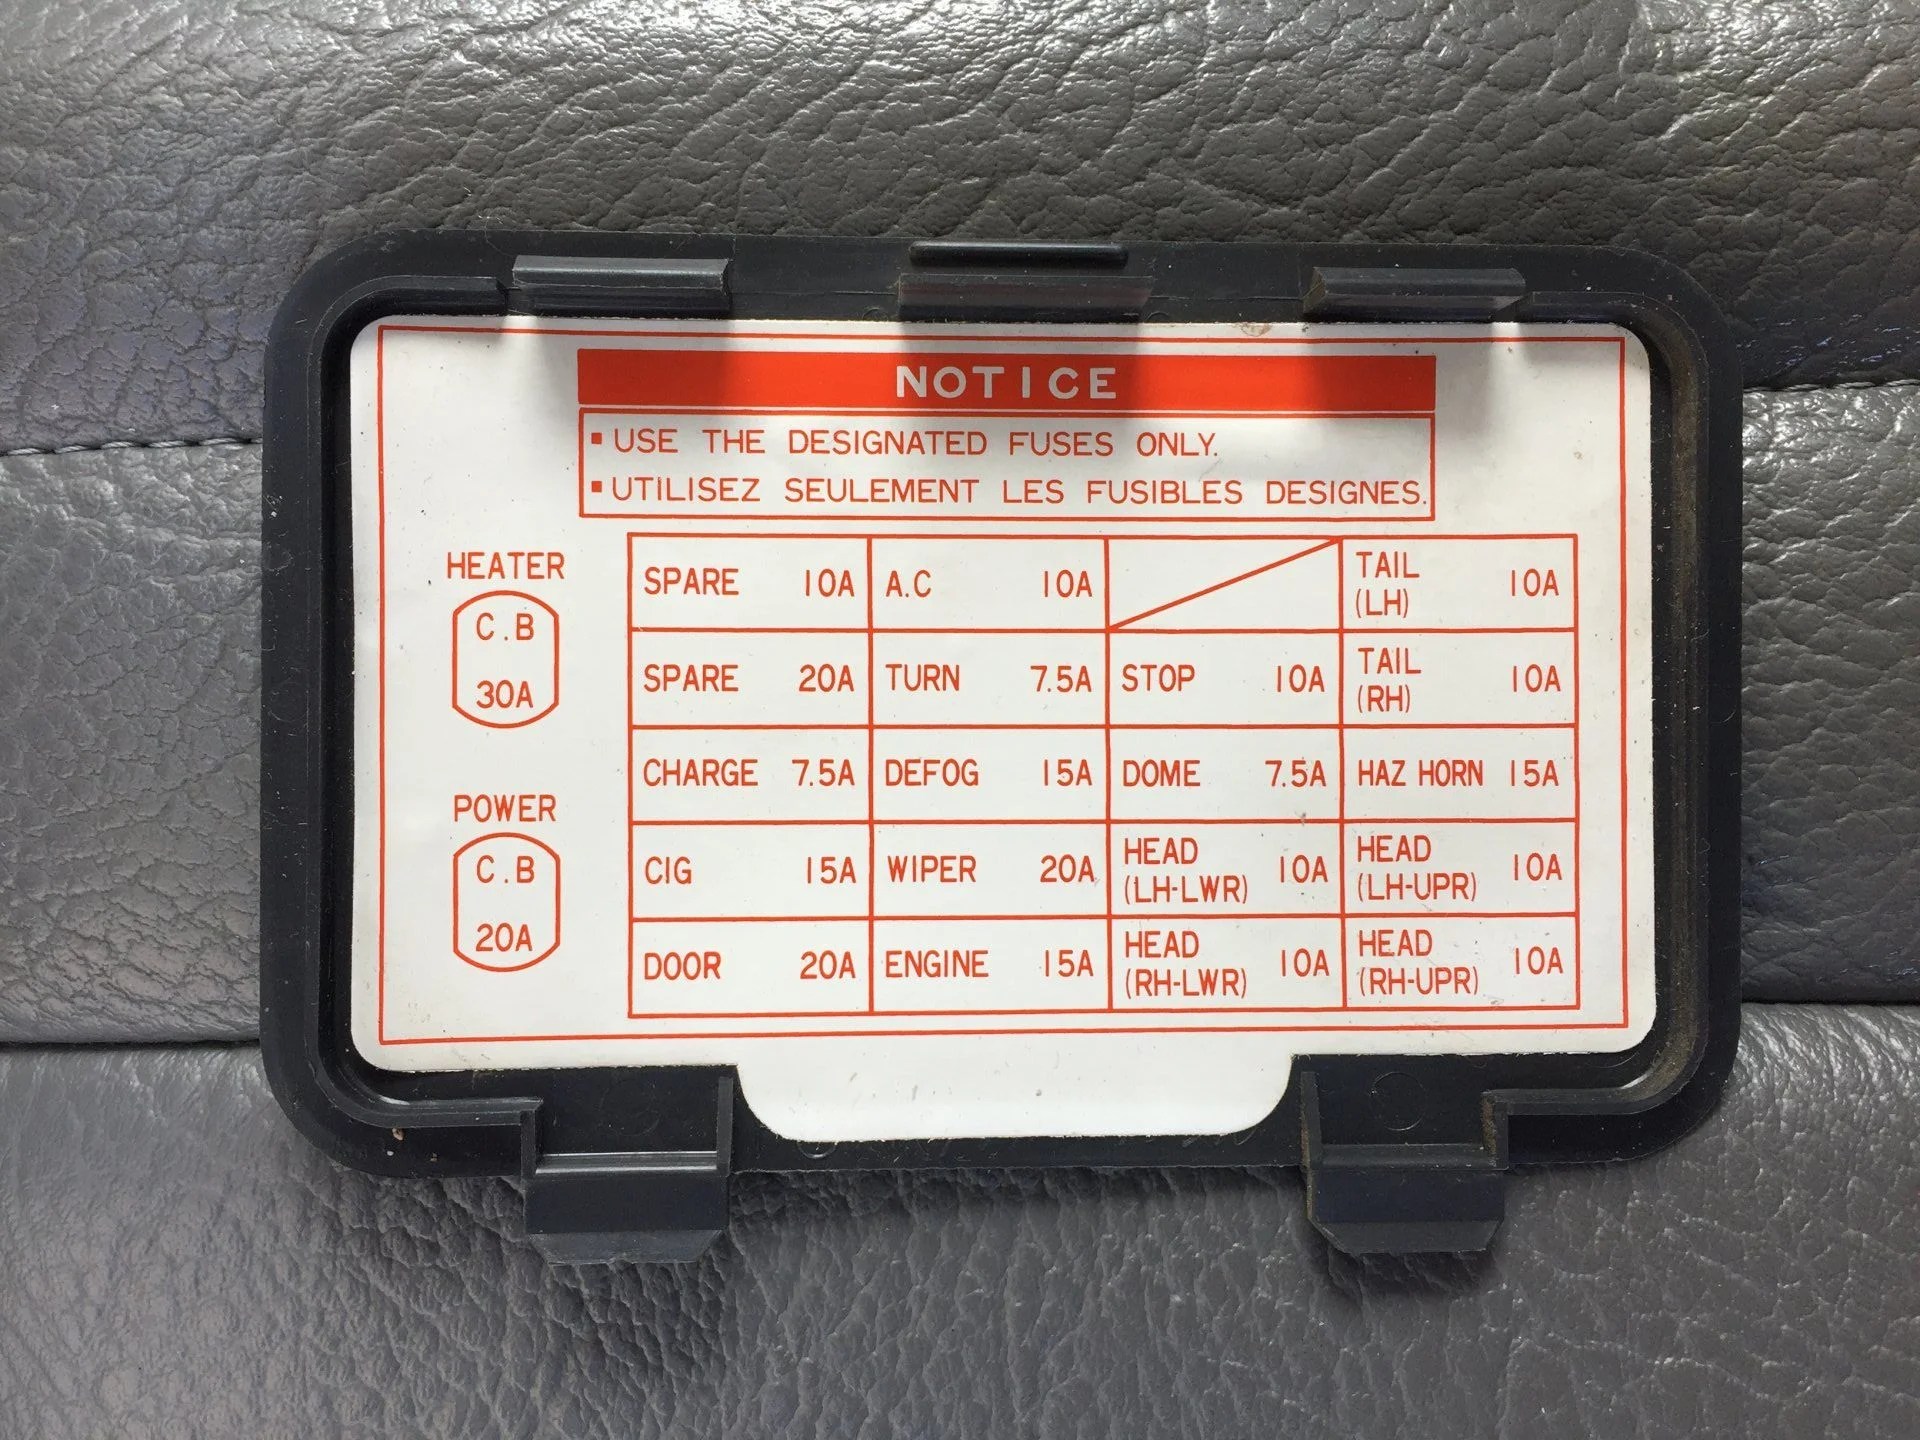 NOTICE
▪ USE THE DESIGNATED FUSES ONLY.
▪ UTILISEZ SEULEMENT LES FUSIBLES DESIGNES.
HEATER
C.B
30A
POWER
C.B
20A
SPARE 10A
A.C 10A
TAIL
(LH) 10A
SPARE 20A
TURN 7.5A
STOP 10A
TAIL
(RH) 10A
CHARGE 7.5A
DEFOG 15A
DOME 7.5A
HAZ HORN 15A
CIG 15A
WIPER 20A
HEAD
(LH-LWR) 10A
HEAD
(LH-UPR) 10A
DOOR 20A
ENGINE 15A
HEAD
(RH-LWR) 10A
HEAD
(RH-UPR) 10A